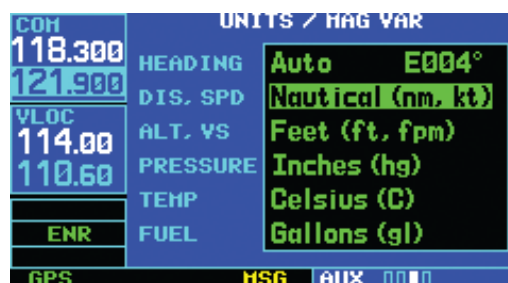 COM
UNITS / MAG VAR
118.300
121.900
VLOC
114.00
110.60
ENR
HEADING Auto E004°
DIS, SPD Nautical (nm, kt)
ALT, VS Feet (ft, fpm)
PRESSURE Inches (hg)
TEMP Celsius (C)
FUEL Gallons (gl)
GPS MSG AUX